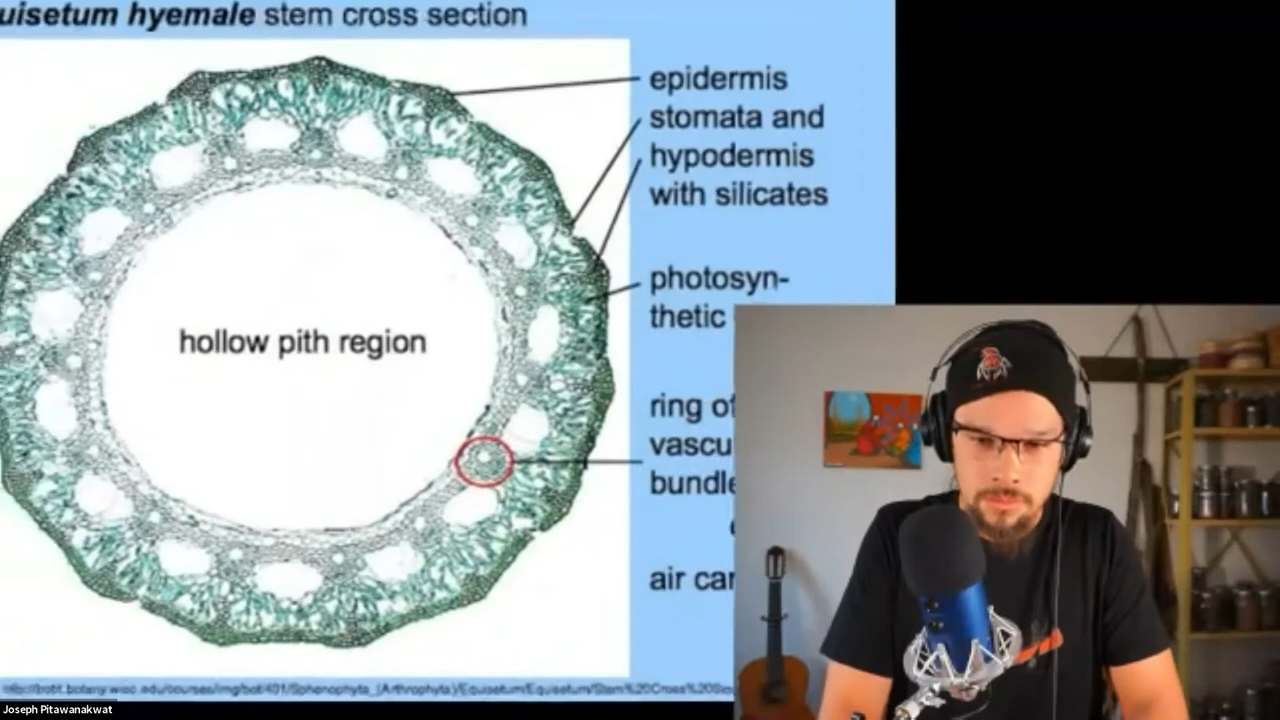 uisetum hyemale stem cross section
epidermis
stomata and
hypodermis
with silicates
photosyn-
thetic
hollow pith region
ring of
vascu
bundle
air car
Joseph Pitawanakwat